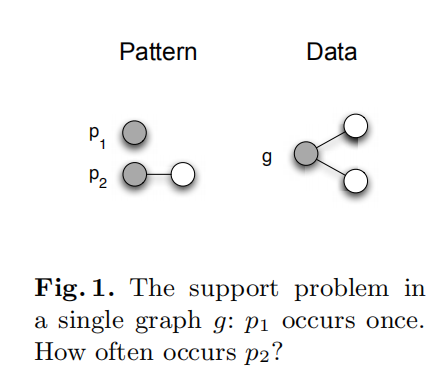 Pattern Data
p1
g
p2
Fig. 1. The support problem in
a single graph g: p1 occurs once.
How often occurs p2?